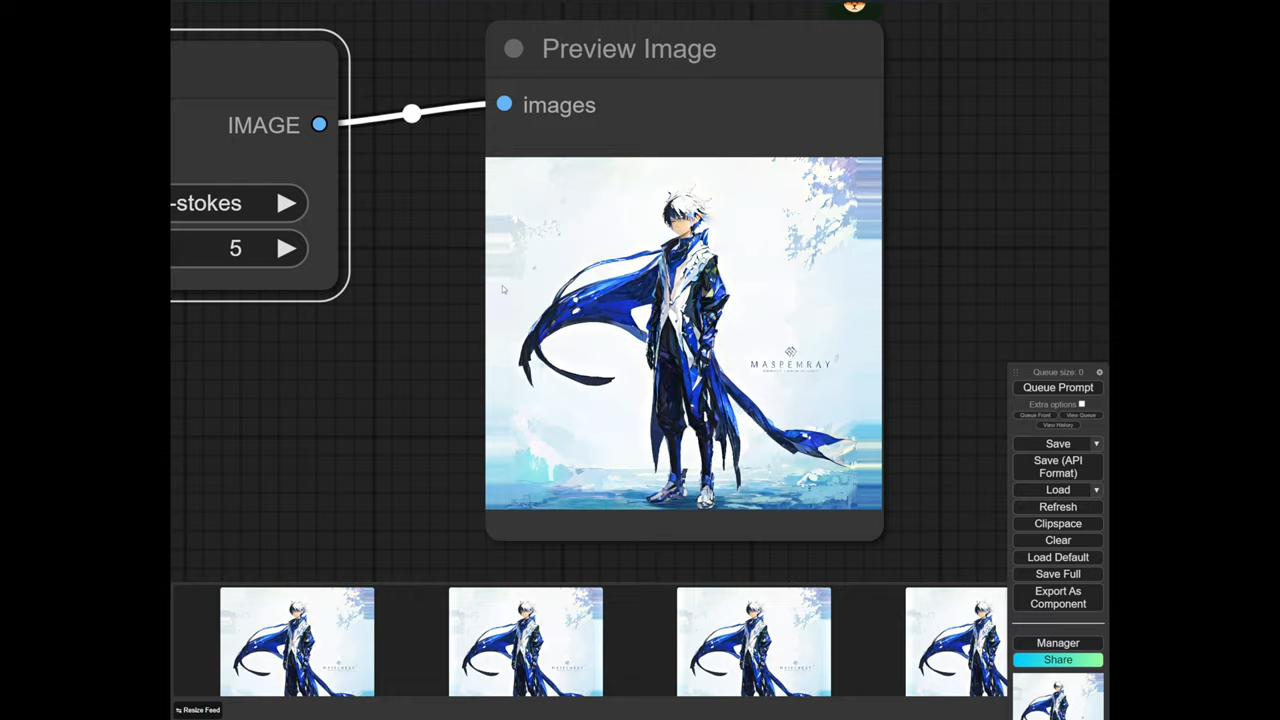 Preview Image
images
IMAGE
-stokes
5
MASPEMRAY
Queue size: 0
Queue Prompt
Extra options
Queue Front
View Queue
View History
Save
Save (API
Format)
Load
Refresh
Clipspace
Clear
Load Default
Save Full
Export As
Component
Manager
Share
Resize Feed